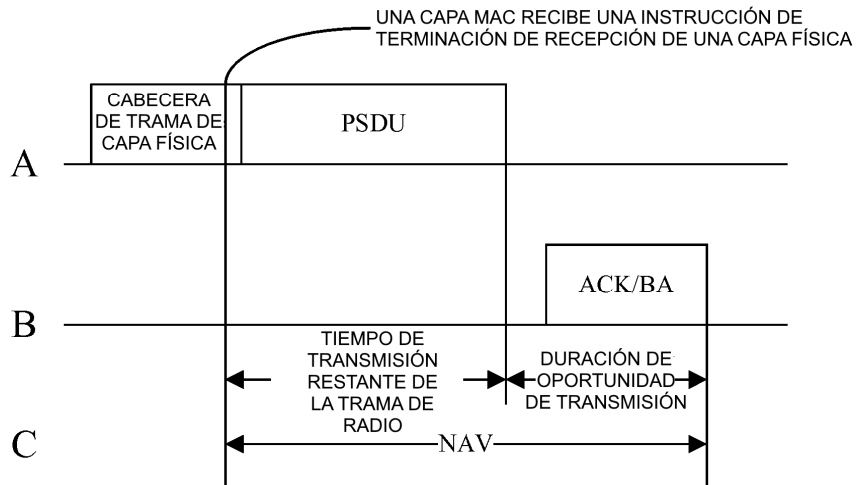 UNA CAPA MAC RECIBE UNA INSTRUCCIÓN DE
TERMINACIÓN DE RECEPCIÓN DE UNA CAPA FÍSICA
CABECERA
DE TRAMA DE
CAPA FÍSICA
PSDU
A
ACK/BA
B
TIEMPO DE
TRANSMISIÓN
RESTANTE DE
LA TRAMA DE
RADIO
DURACIÓN DE
OPORTUNIDAD
DE TRANSMISIÓN
C
NAV